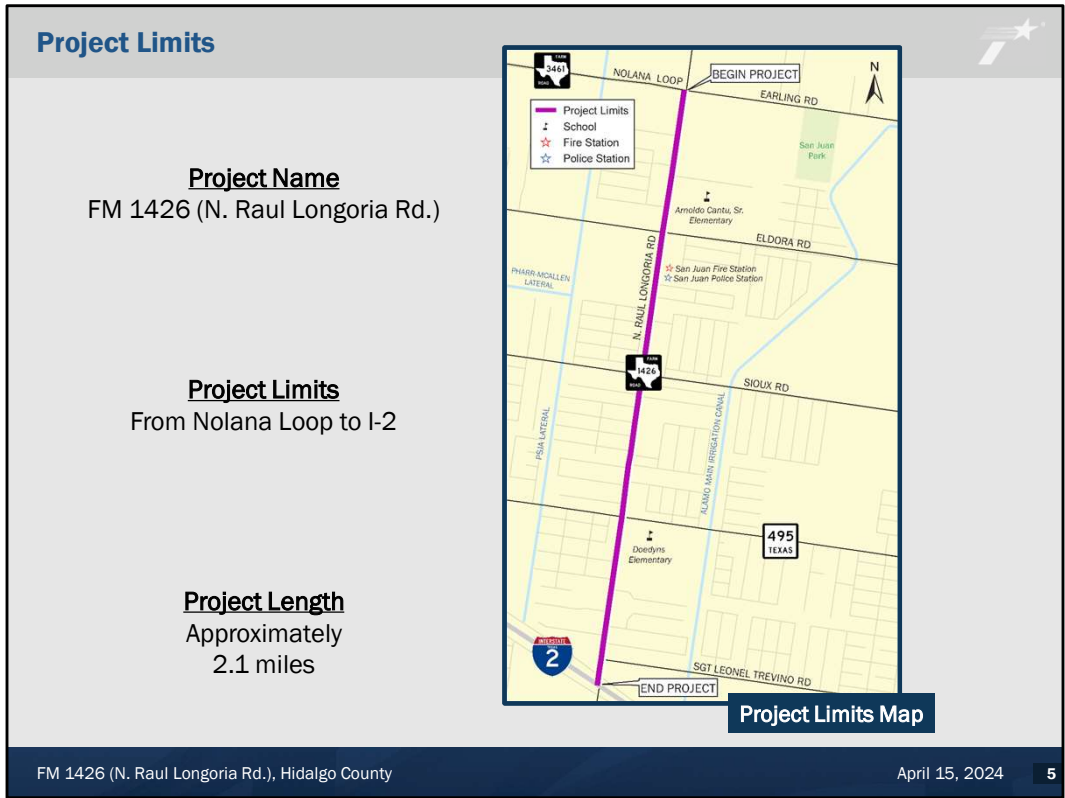 Project Limits
Project Name
FM 1426 (N. Raul Longoria Rd.)
Project Limits
From Nolana Loop to I-2
Project Length
Approximately
2.1 miles
FARM
3461
ROAD
NOLANA LOOP
BEGIN PROJECT
N
EARLING RD
Project Limits
School
Fire Station
Police Station
San Juan
Park
Arnoldo Cantu, Sr.
Elementary
ELDORA RD
N. RAUL LONGORIA RD
San Juan Fire Station
San Juan Police Station
PHARR-MCALLEN
LATERAL
FARM
1426
ROAD
SIOUX RD
PSJA LATERAL
ALAMO MAIN IRRIGATION CANAL
Doedyns
Elementary
495
TEXAS
INTERSTATE
TEXAS
2
SGT LEONEL TREVINO RD
END PROJECT
Project Limits Map
FM 1426 (N. Raul Longoria Rd.), Hidalgo County
April 15, 2024
5